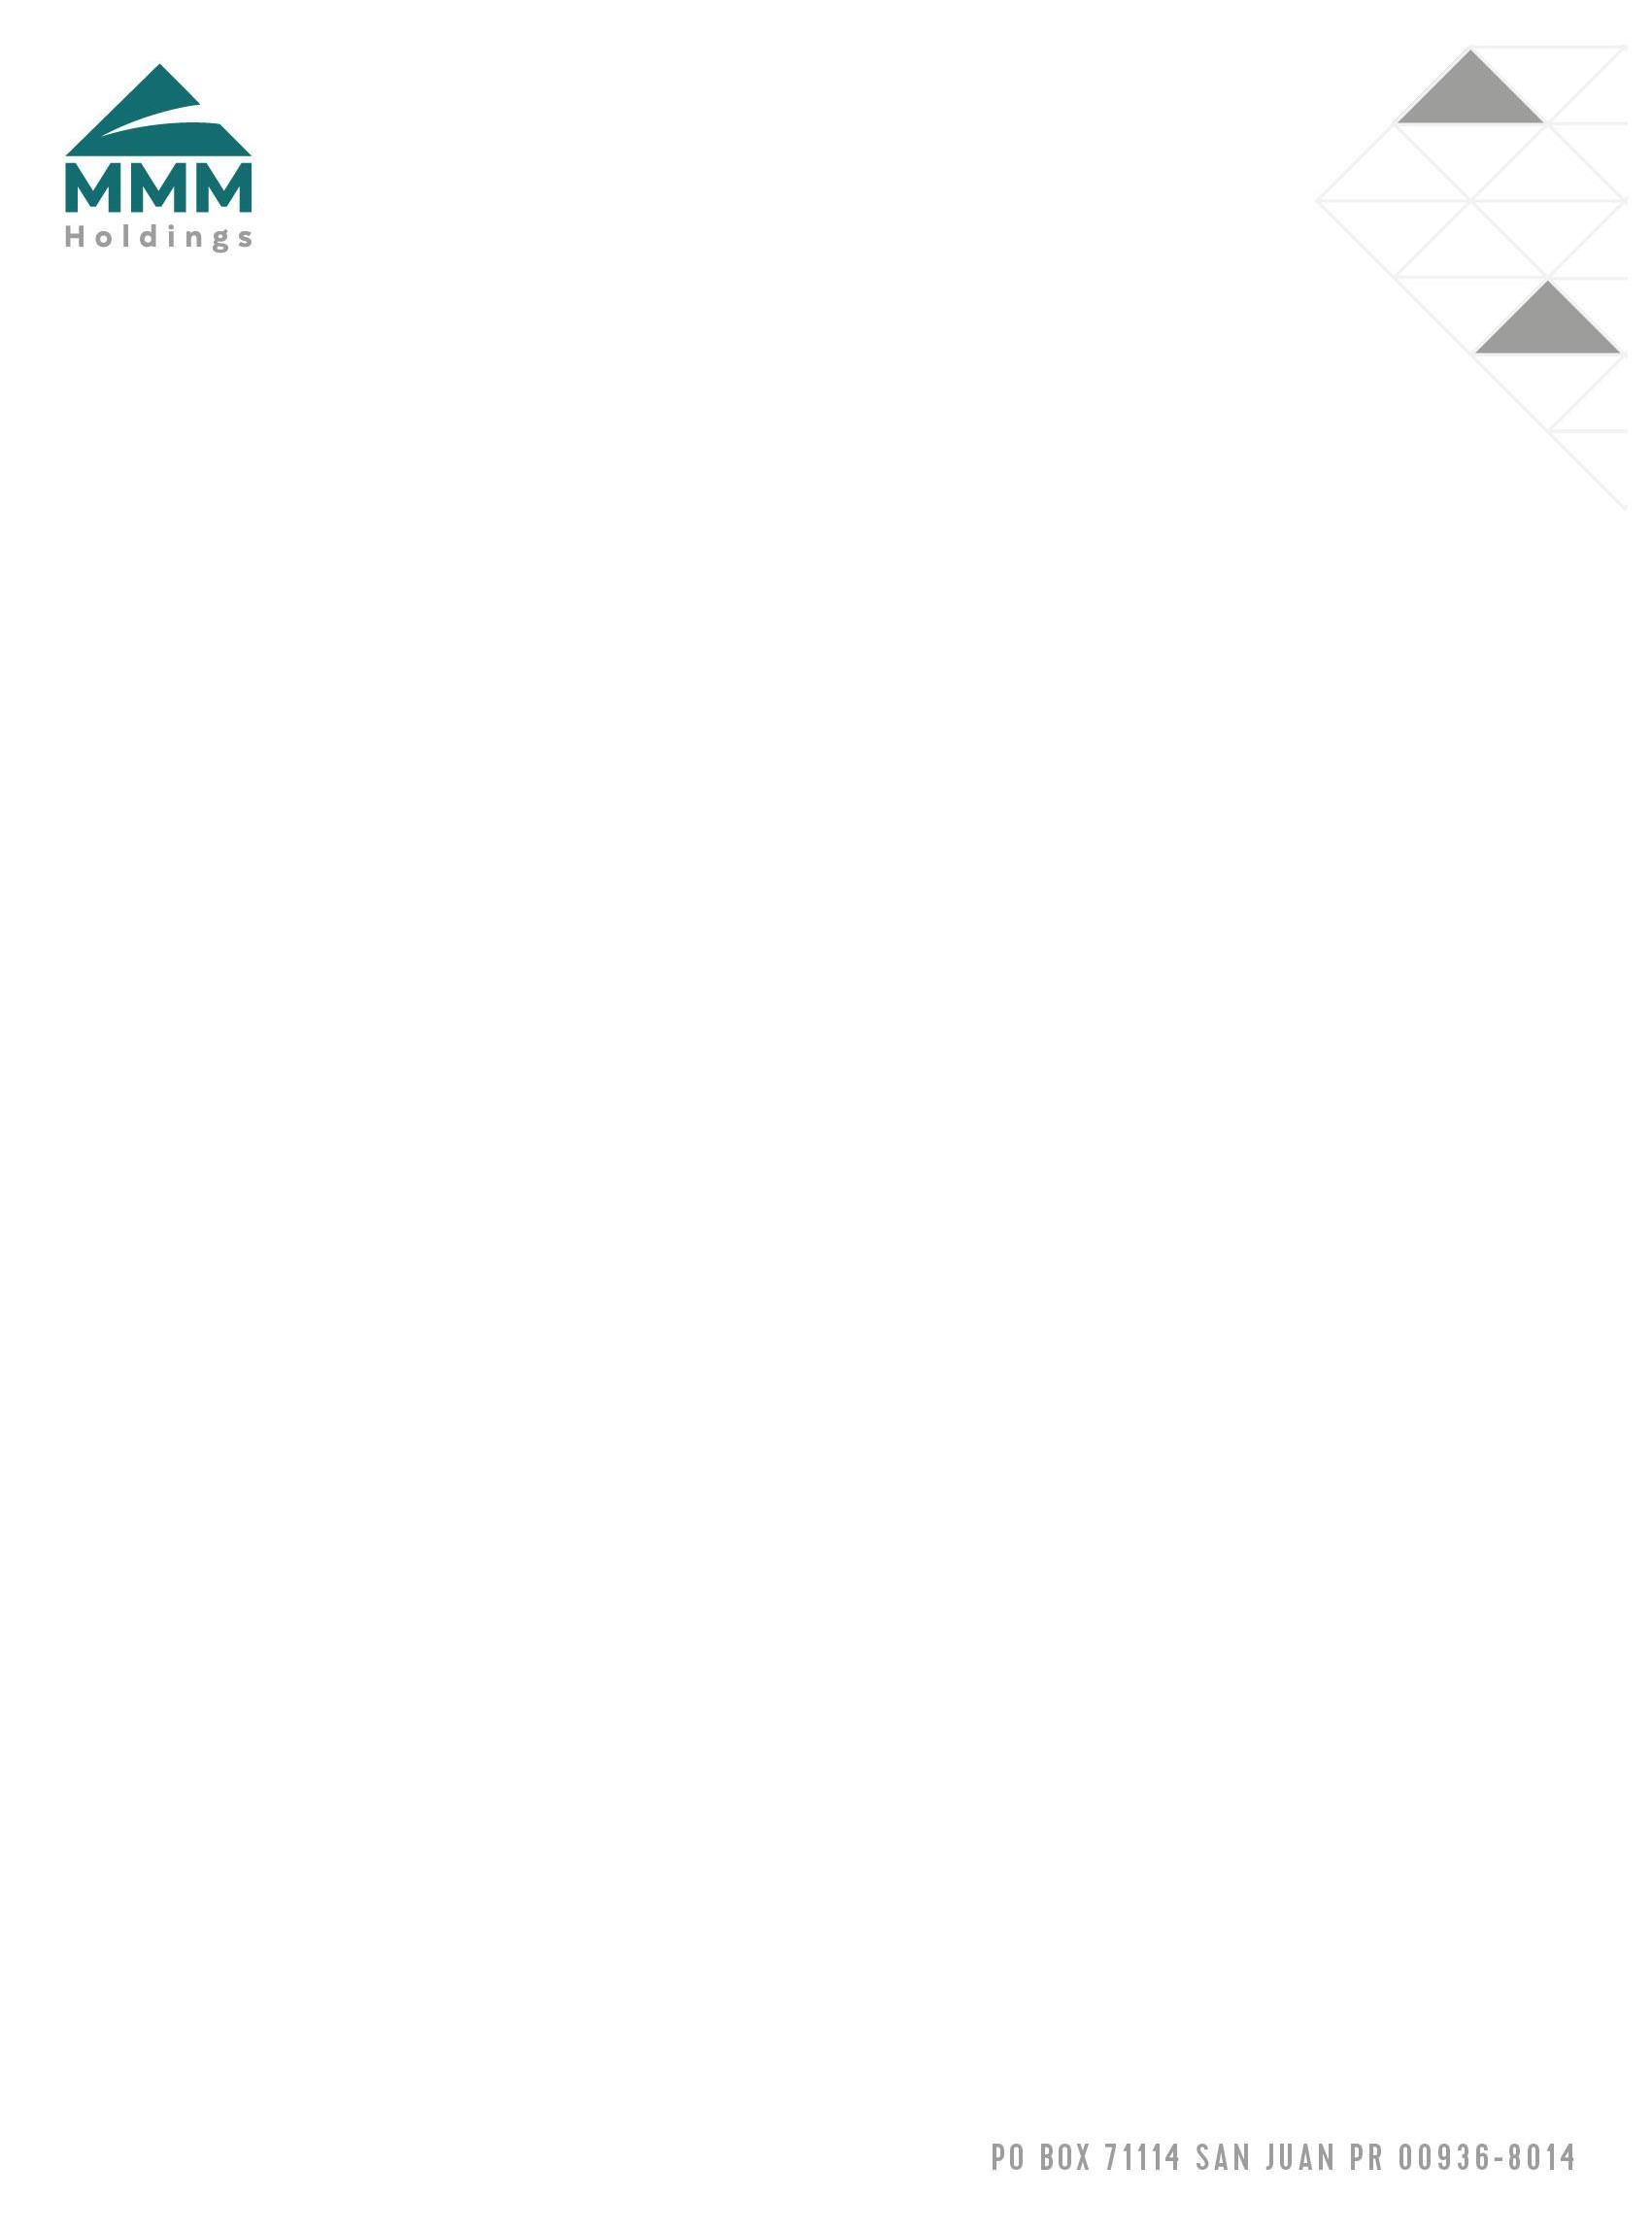 MMM
Holdings
PO BOX 71114 SAN JUAN PR 00936-8014